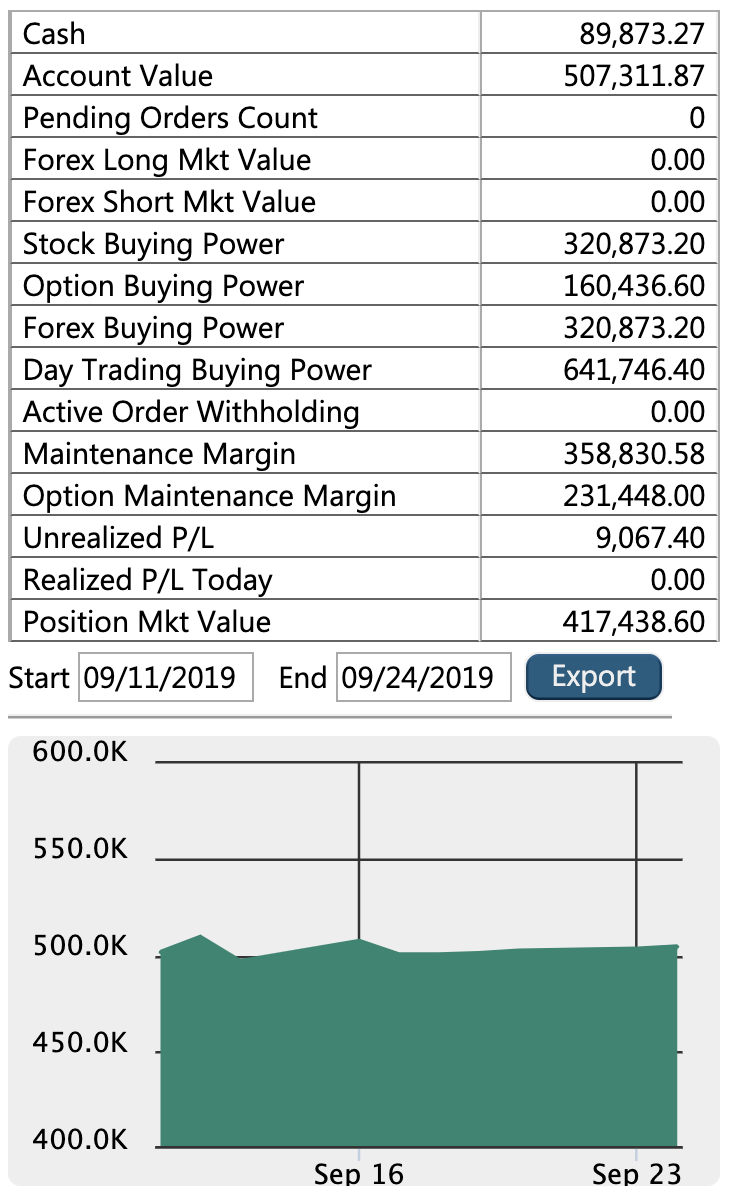 Cash 89,873.27
Account Value 507,311.87
Pending Orders Count 0
Forex Long Mkt Value 0.00
Forex Short Mkt Value 0.00
Stock Buying Power 320,873.20
Option Buying Power 160,436.60
Forex Buying Power 320,873.20
Day Trading Buying Power 641,746.40
Active Order Withholding 0.00
Maintenance Margin 358,830.58
Option Maintenance Margin 231,448.00
Unrealized P/L 9,067.40
Realized P/L Today 0.00
Position Mkt Value 417,438.60
Start 09/11/2019 End 09/24/2019 Export
600.0K
550.0K
500.0K
450.0K
400.0K
Sep 16 Sep 23